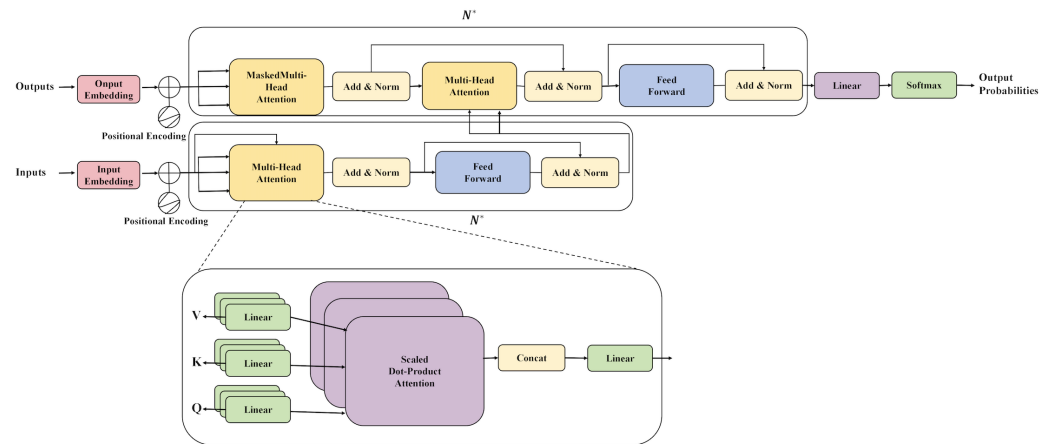 N*
Outputs
Onput
Embedding
Positional Encoding
MaskedMulti-
Head
Attention
Add & Norm
Multi-Head
Attention
Add & Norm
Feed
Forward
Add & Norm
Linear
Softmax
Output
Probabilities
Inputs
Input
Embedding
Positional Encoding
Multi-Head
Attention
Add & Norm
Feed
Forward
Add & Norm
N*
V
Linear
K
Linear
Q
Linear
Scaled
Dot-Product
Attention
Concat
Linear